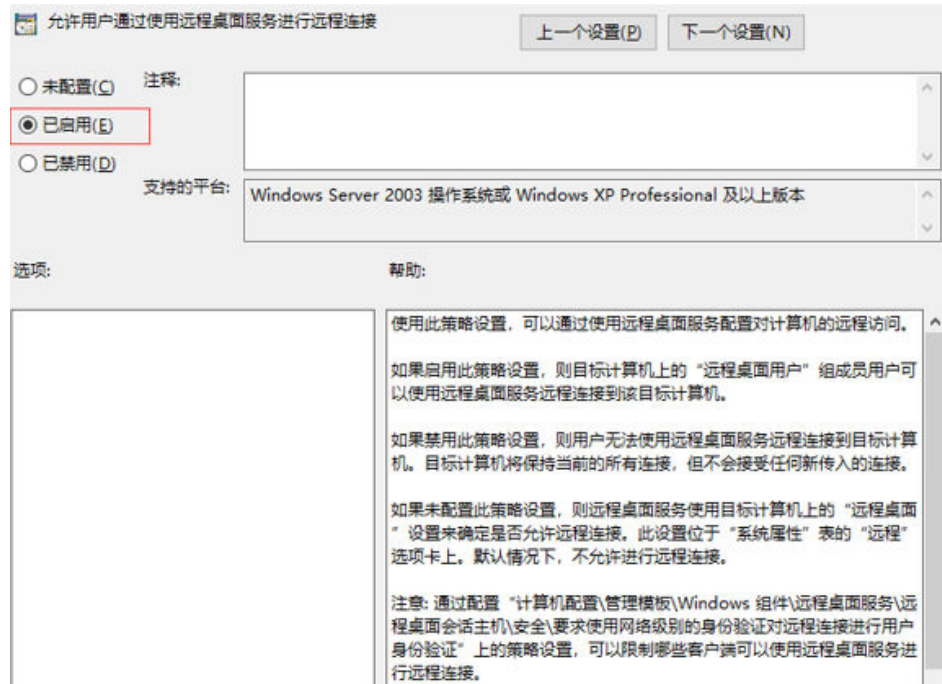 允许用户通过使用远程桌面服务进行远程连接
上一个设置(P)
下一个设置(N)
未配置(C)
注释:
已启用(E)
已禁用(D)
支持的平台:
Windows Server 2003 操作系统或 Windows XP Professional 及以上版本
选项:
帮助:
使用此策略设置，可以通过使用远程桌面服务配置对计算机的远程访问。
如果启用此策略设置，则目标计算机上的“远程桌面用户”组成员用户可
以使用远程桌面服务远程连接到该目标计算机。
如果禁用此策略设置，则用户无法使用远程桌面服务远程连接到目标计算
机。目标计算机将保持当前的所有连接，但不会接受任何新传入的连接。
如果未配置此策略设置，则远程桌面服务使用目标计算机上的“远程桌面
”设置来确定是否允许远程连接。此设置位于“系统属性”表的“远程”
选项卡上。默认情况下，不允许进行远程连接。
注意: 通过配置“计算机配置\管理模板\Windows 组件\远程桌面服务\远
程桌面会话主机\安全\要求使用网络级别的身份验证对远程连接进行用户
身份验证”上的策略设置，可以限制哪些客户端可以使用远程桌面服务进
行远程连接。